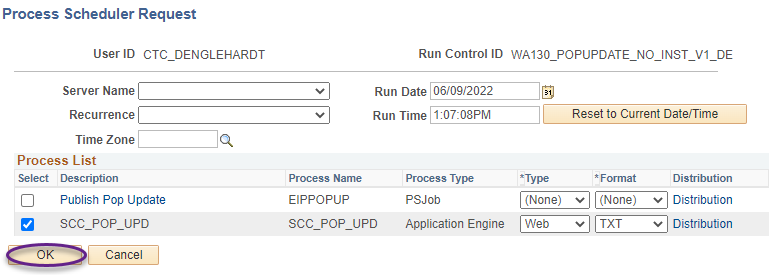 Process Scheduler Request
User ID CTC_DENGLEHARDT Run Control ID WA130_POPUPDATE_NO_INST_V1_DE
Server Name Run Date 06/09/2022 31
Recurrence Run Time 1:07:08PM Reset to Current Date/Time
Time Zone
Process List
Select Description Process Name Process Type *Type *Format Distribution
Publish Pop Update EIPPOPUP PSJob (None) (None) Distribution
SCC_POP_UPD SCC_POP_UPD Application Engine Web TXT Distribution
OK Cancel